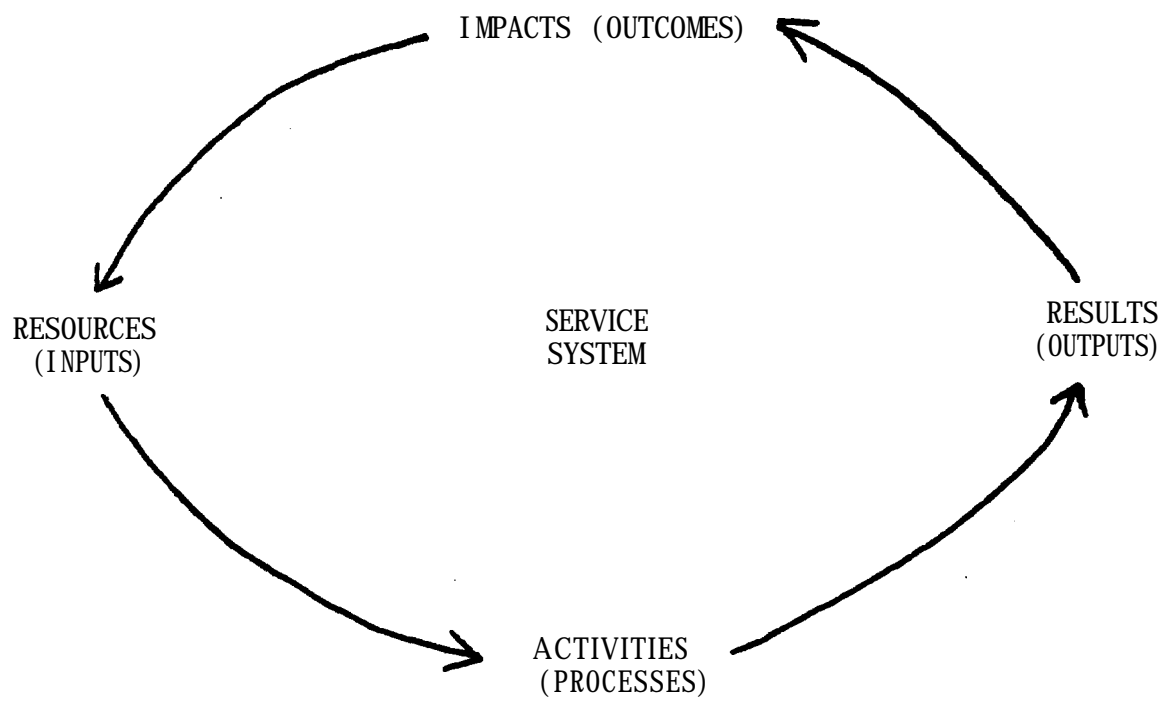 IMPACTS (OUTCOMES)
RESOURCES
(INPUTS)
SERVICE
SYSTEM
RESULTS
(OUTPUTS)
ACTIVITIES
(PROCESSES)